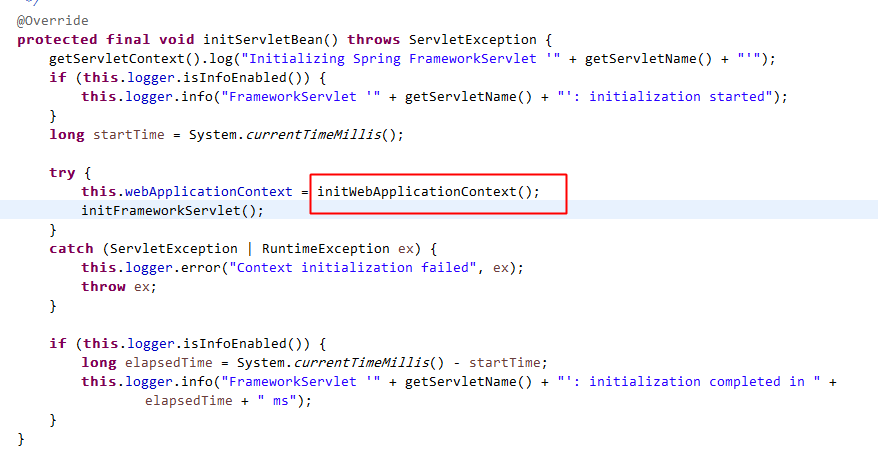 */
@Override
protected final void initServletBean() throws ServletException {
getServletContext().log("Initializing Spring FrameworkServlet '" + getServletName() + "'");
if (this.logger.isInfoEnabled()) {
this.logger.info("FrameworkServlet '" + getServletName() + "': initialization started");
}
long startTime = System.currentTimeMillis();
try {
this.webApplicationContext = initWebApplicationContext();
initFrameworkServlet();
}
catch (ServletException | RuntimeException ex) {
this.logger.error("Context initialization failed", ex);
throw ex;
}
if (this.logger.isInfoEnabled()) {
long elapsedTime = System.currentTimeMillis() - startTime;
this.logger.info("FrameworkServlet '" + getServletName() + "': initialization completed in " +
elapsedTime + " ms");
}
}